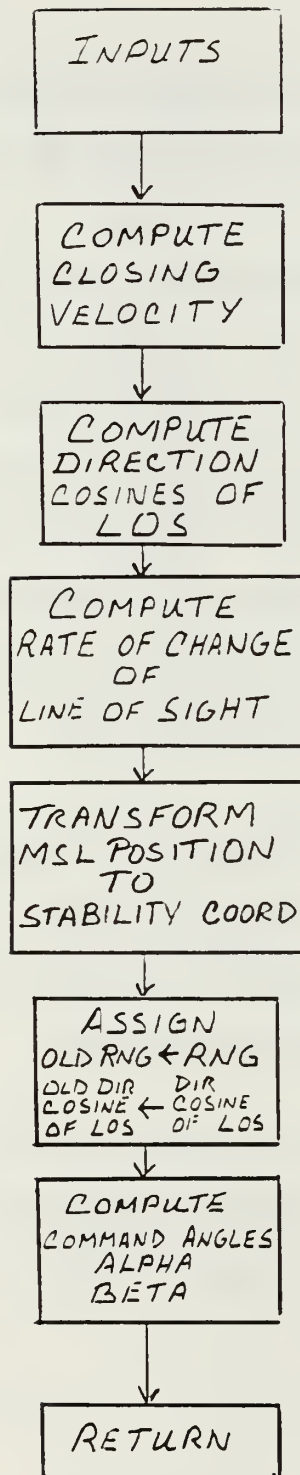 INPUTS
COMPUTE
CLOSING
VELOCITY
COMPUTE
DIRECTION
COSINES OF
LOS
COMPUTE
RATE OF CHANGE
OF
LINE OF SIGHT
TRANSFORM
MSL POSITION
TO
STABILITY COORD
ASSIGN
OLD RNG ← RNG
OLD DIR DIR
COSINE ← COSINE
OF LOS OF LOS
COMPUTE
COMMAND ANGLES
ALPHA
BETA
RETURN